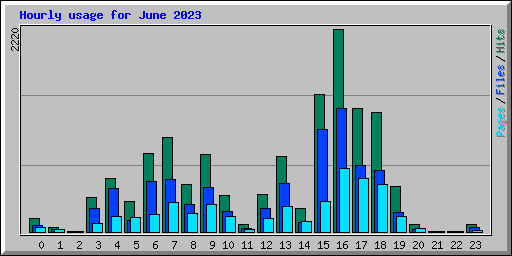 Hourly usage for June 2023
2220
Pages/Files/Hits
0 1 2 3 4 5 6 7 8 9 10 11 12 13 14 15 16 17 18 19 20 21 22 23